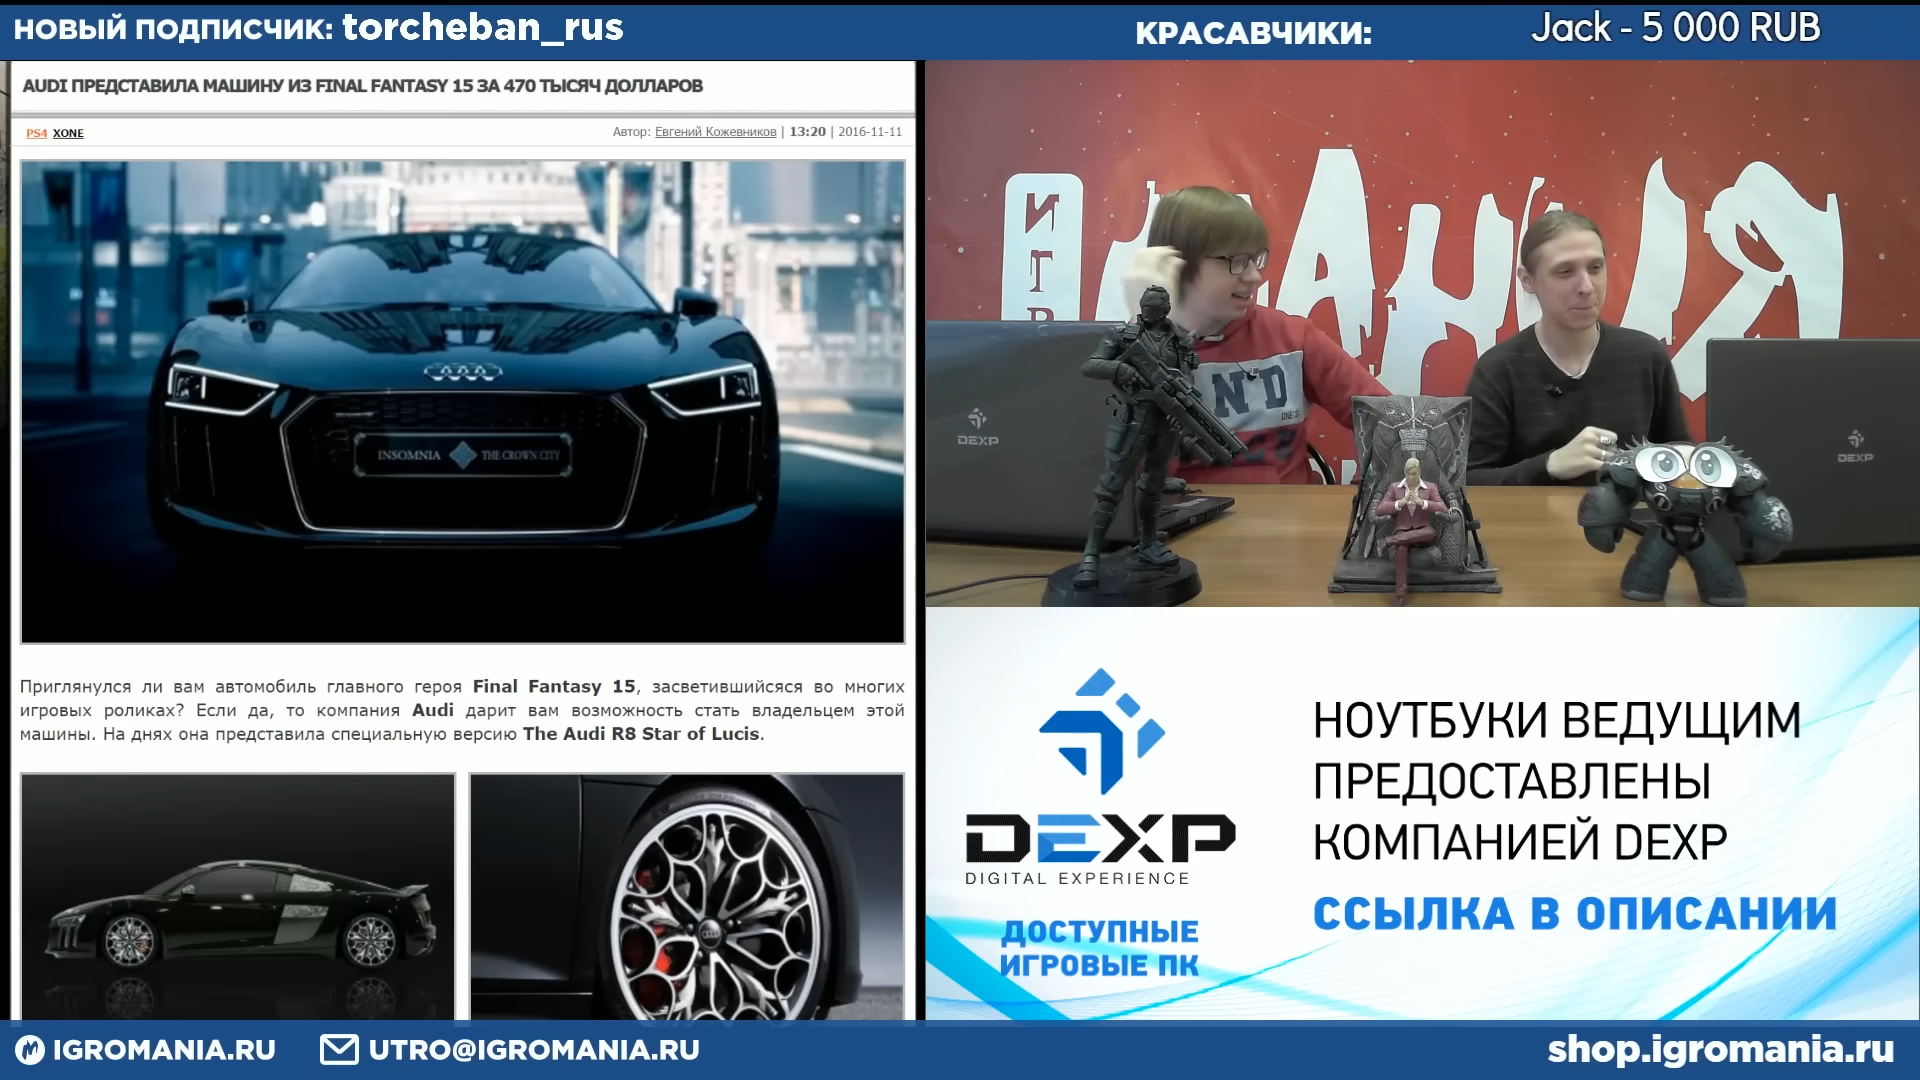 НОВЫЙ ПОДПИСЧИК: torcheban_rus
КРАСАВЧИКИ:
Jack - 5 000 RUB
AUDI ПРЕДСТАВИЛА МАШИНУ ИЗ FINAL FANTASY 15 ЗА 470 ТЫСЯЧ ДОЛЛАРОВ
PS4 XONE
Автор: Евгений Кожевников | 13:20 | 2016-11-11
INSOMNIA THE CROWN CITY
Приглянулся ли вам автомобиль главного героя Final Fantasy 15, засветившийсяся во многих
игровых роликах? Если да, то компания Audi дарит вам возможность стать владельцем этой
машины. На днях она представила специальную версию The Audi R8 Star of Lucis.
DEXP
DEXP
DEXP
DIGITAL EXPERIENCE
ДОСТУПНЫЕ
ИГРОВЫЕ ПК
НОУТБУКИ ВЕДУЩИМ
ПРЕДОСТАВЛЕНЫ
КОМПАНИЕЙ DEXP
ССЫЛКА В ОПИСАНИИ
IGROMANIA.RU
UTRO@IGROMANIA.RU
shop.igromania.ru